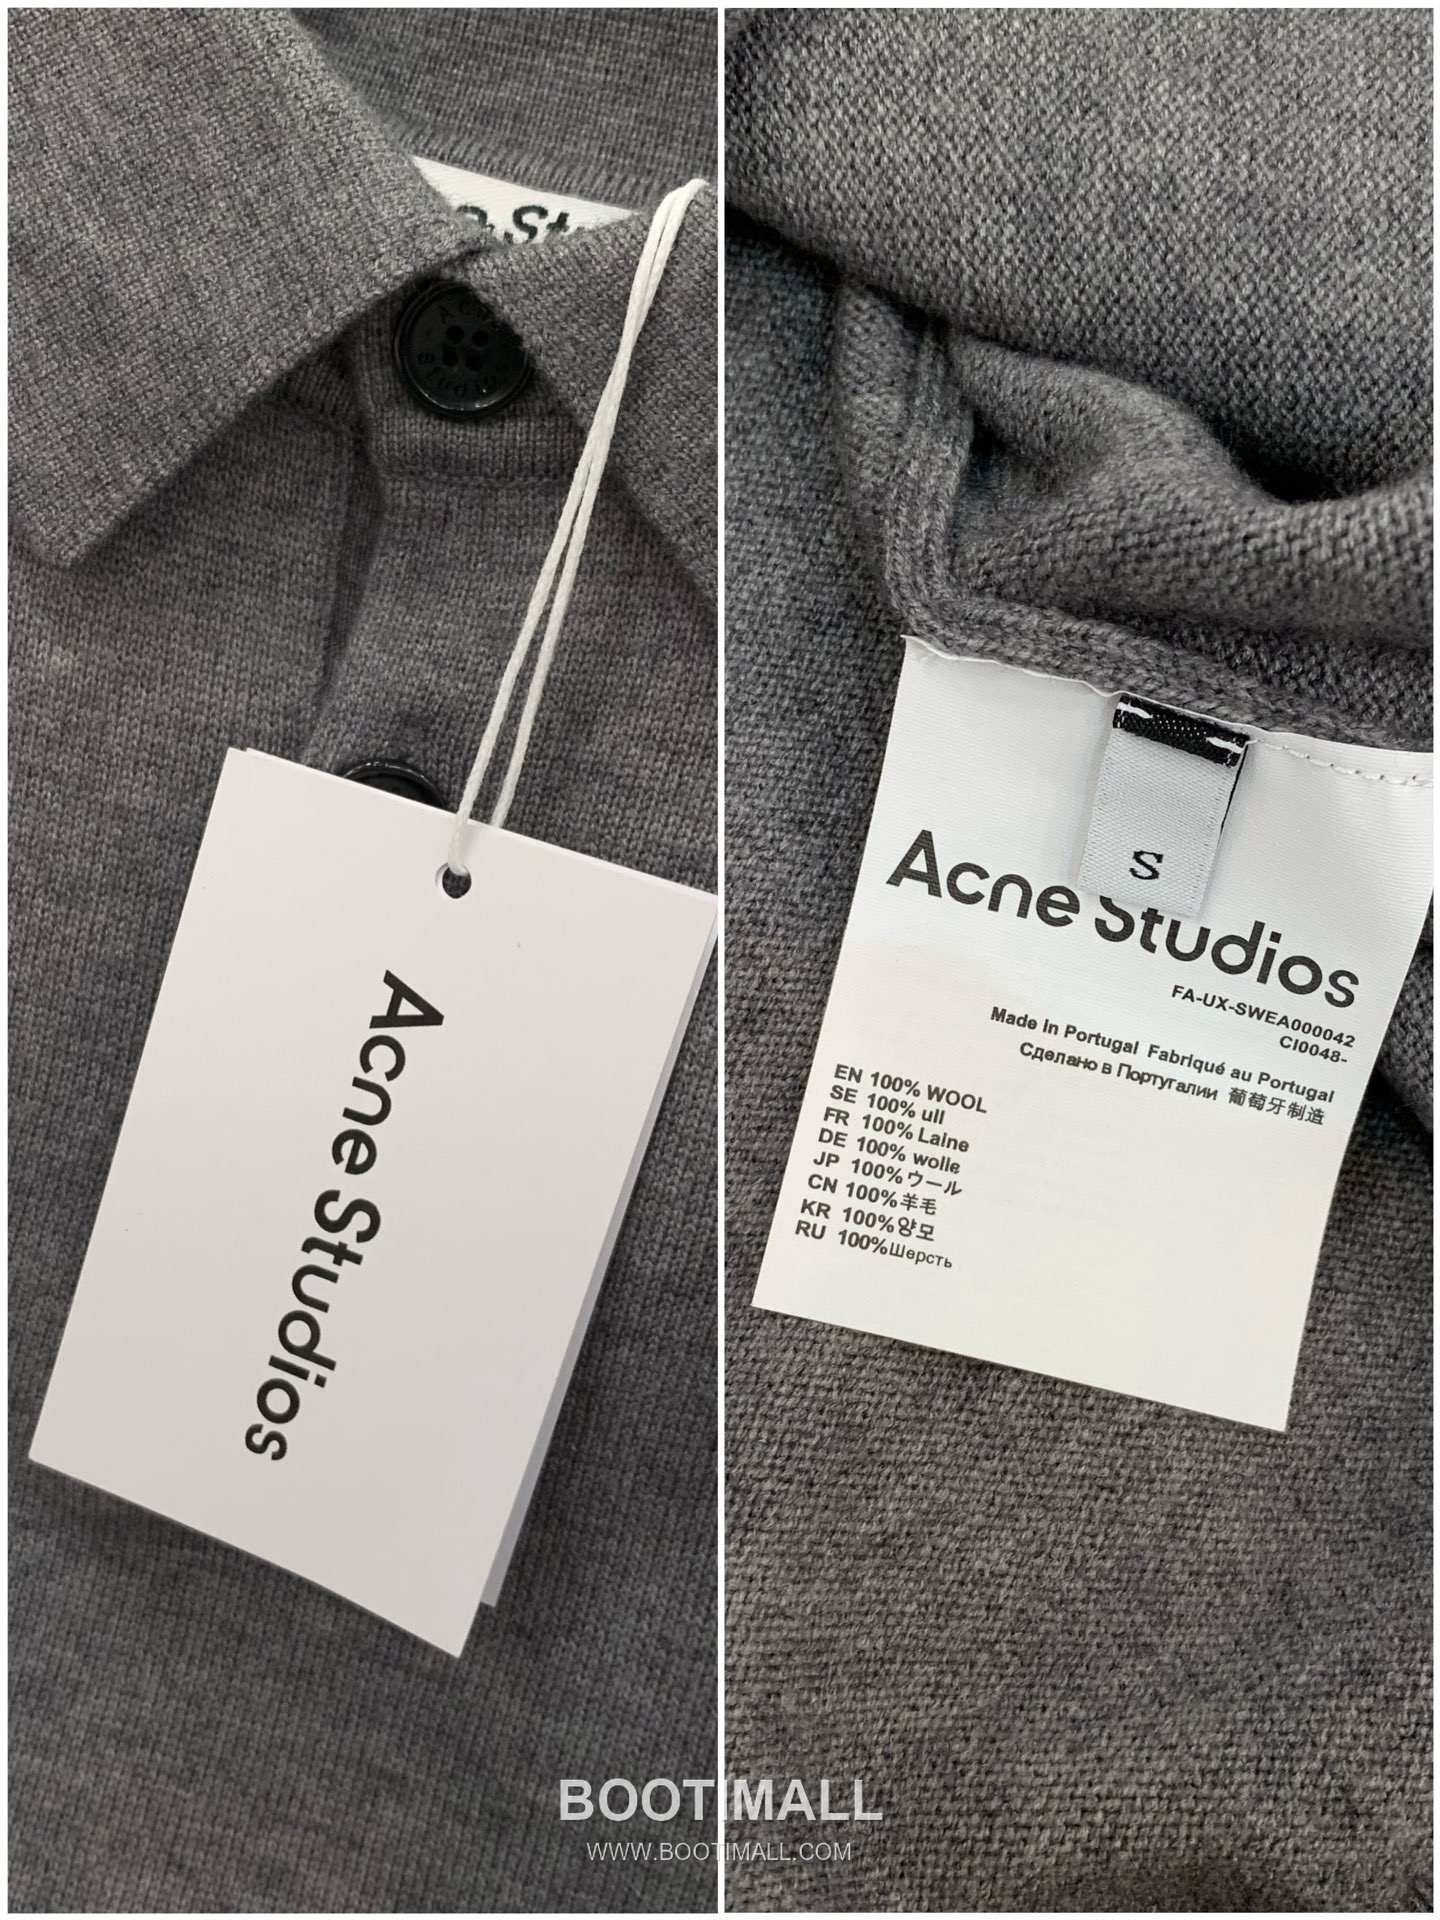 e Stu
Acne
Studios
Acne Studios
S
Acne Studios
FA-UX-SWEA000042
CI0048-
Made in Portugal Fabriqué au Portugal
Сделано в Португалии 葡萄牙制造
EN 100% WOOL
SE 100% ull
FR 100% Laine
DE 100% wolle
JP 100%ウール
CN 100%羊毛
KR 100%양모
RU 100%Шерсть
BOOTIMALL
WWW.BOOTIMALL.COM